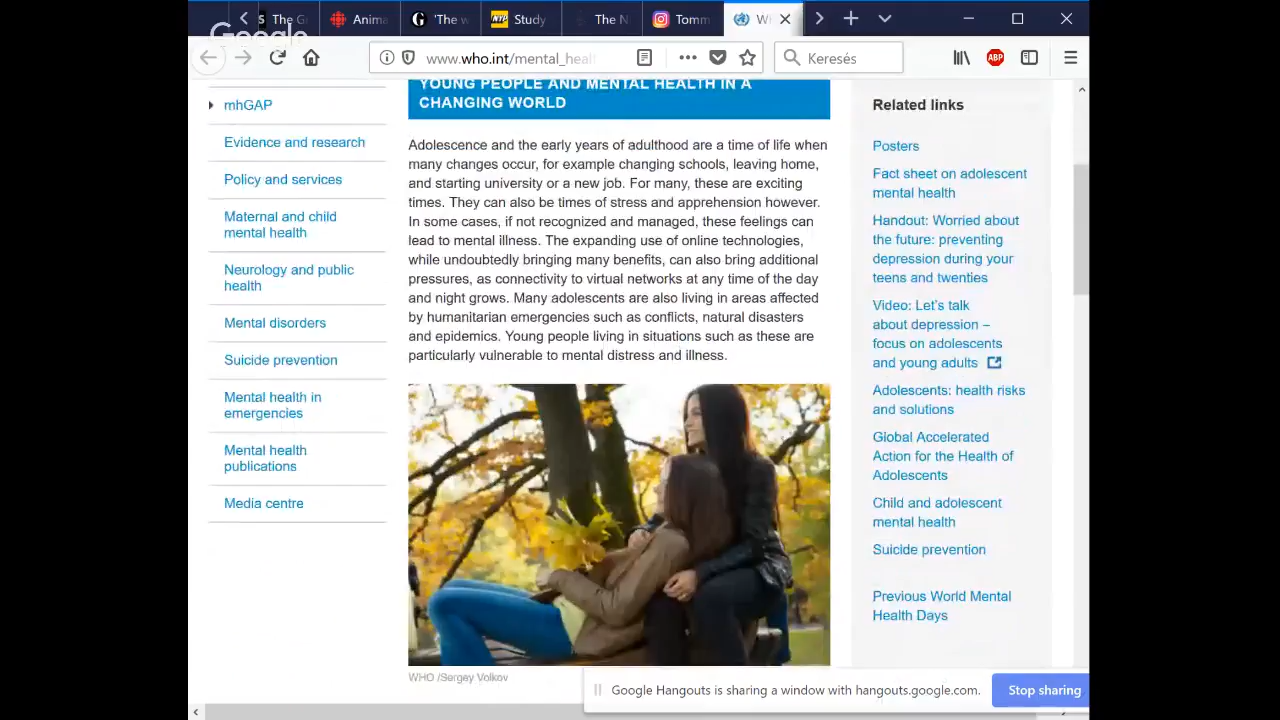 The G
Anima
'The w
NYP
Study
The N
Tomm
W
Google
www.who.int/mental_heal
Keresés
ABP
mhGAP
Evidence and research
Policy and services
Maternal and child
mental health
Neurology and public
health
Mental disorders
Suicide prevention
Mental health in
emergencies
Mental health
publications
Media centre
YOUNG PEOPLE AND MENTAL HEALTH IN A
CHANGING WORLD
Adolescence and the early years of adulthood are a time of life when
many changes occur, for example changing schools, leaving home,
and starting university or a new job. For many, these are exciting
times. They can also be times of stress and apprehension however.
In some cases, if not recognized and managed, these feelings can
lead to mental illness. The expanding use of online technologies,
while undoubtedly bringing many benefits, can also bring additional
pressures, as connectivity to virtual networks at any time of the day
and night grows. Many adolescents are also living in areas affected
by humanitarian emergencies such as conflicts, natural disasters
and epidemics. Young people living in situations such as these are
particularly vulnerable to mental distress and illness.
WHO /Sergey Volkov
Related links
Posters
Fact sheet on adolescent
mental health
Handout: Worried about
the future: preventing
depression during your
teens and twenties
Video: Let's talk
about depression –
focus on adolescents
and young adults
Adolescents: health risks
and solutions
Global Accelerated
Action for the Health of
Adolescents
Child and adolescent
mental health
Suicide prevention
Previous World Mental
Health Days
Google Hangouts is sharing a window with hangouts.google.com.
Stop sharing